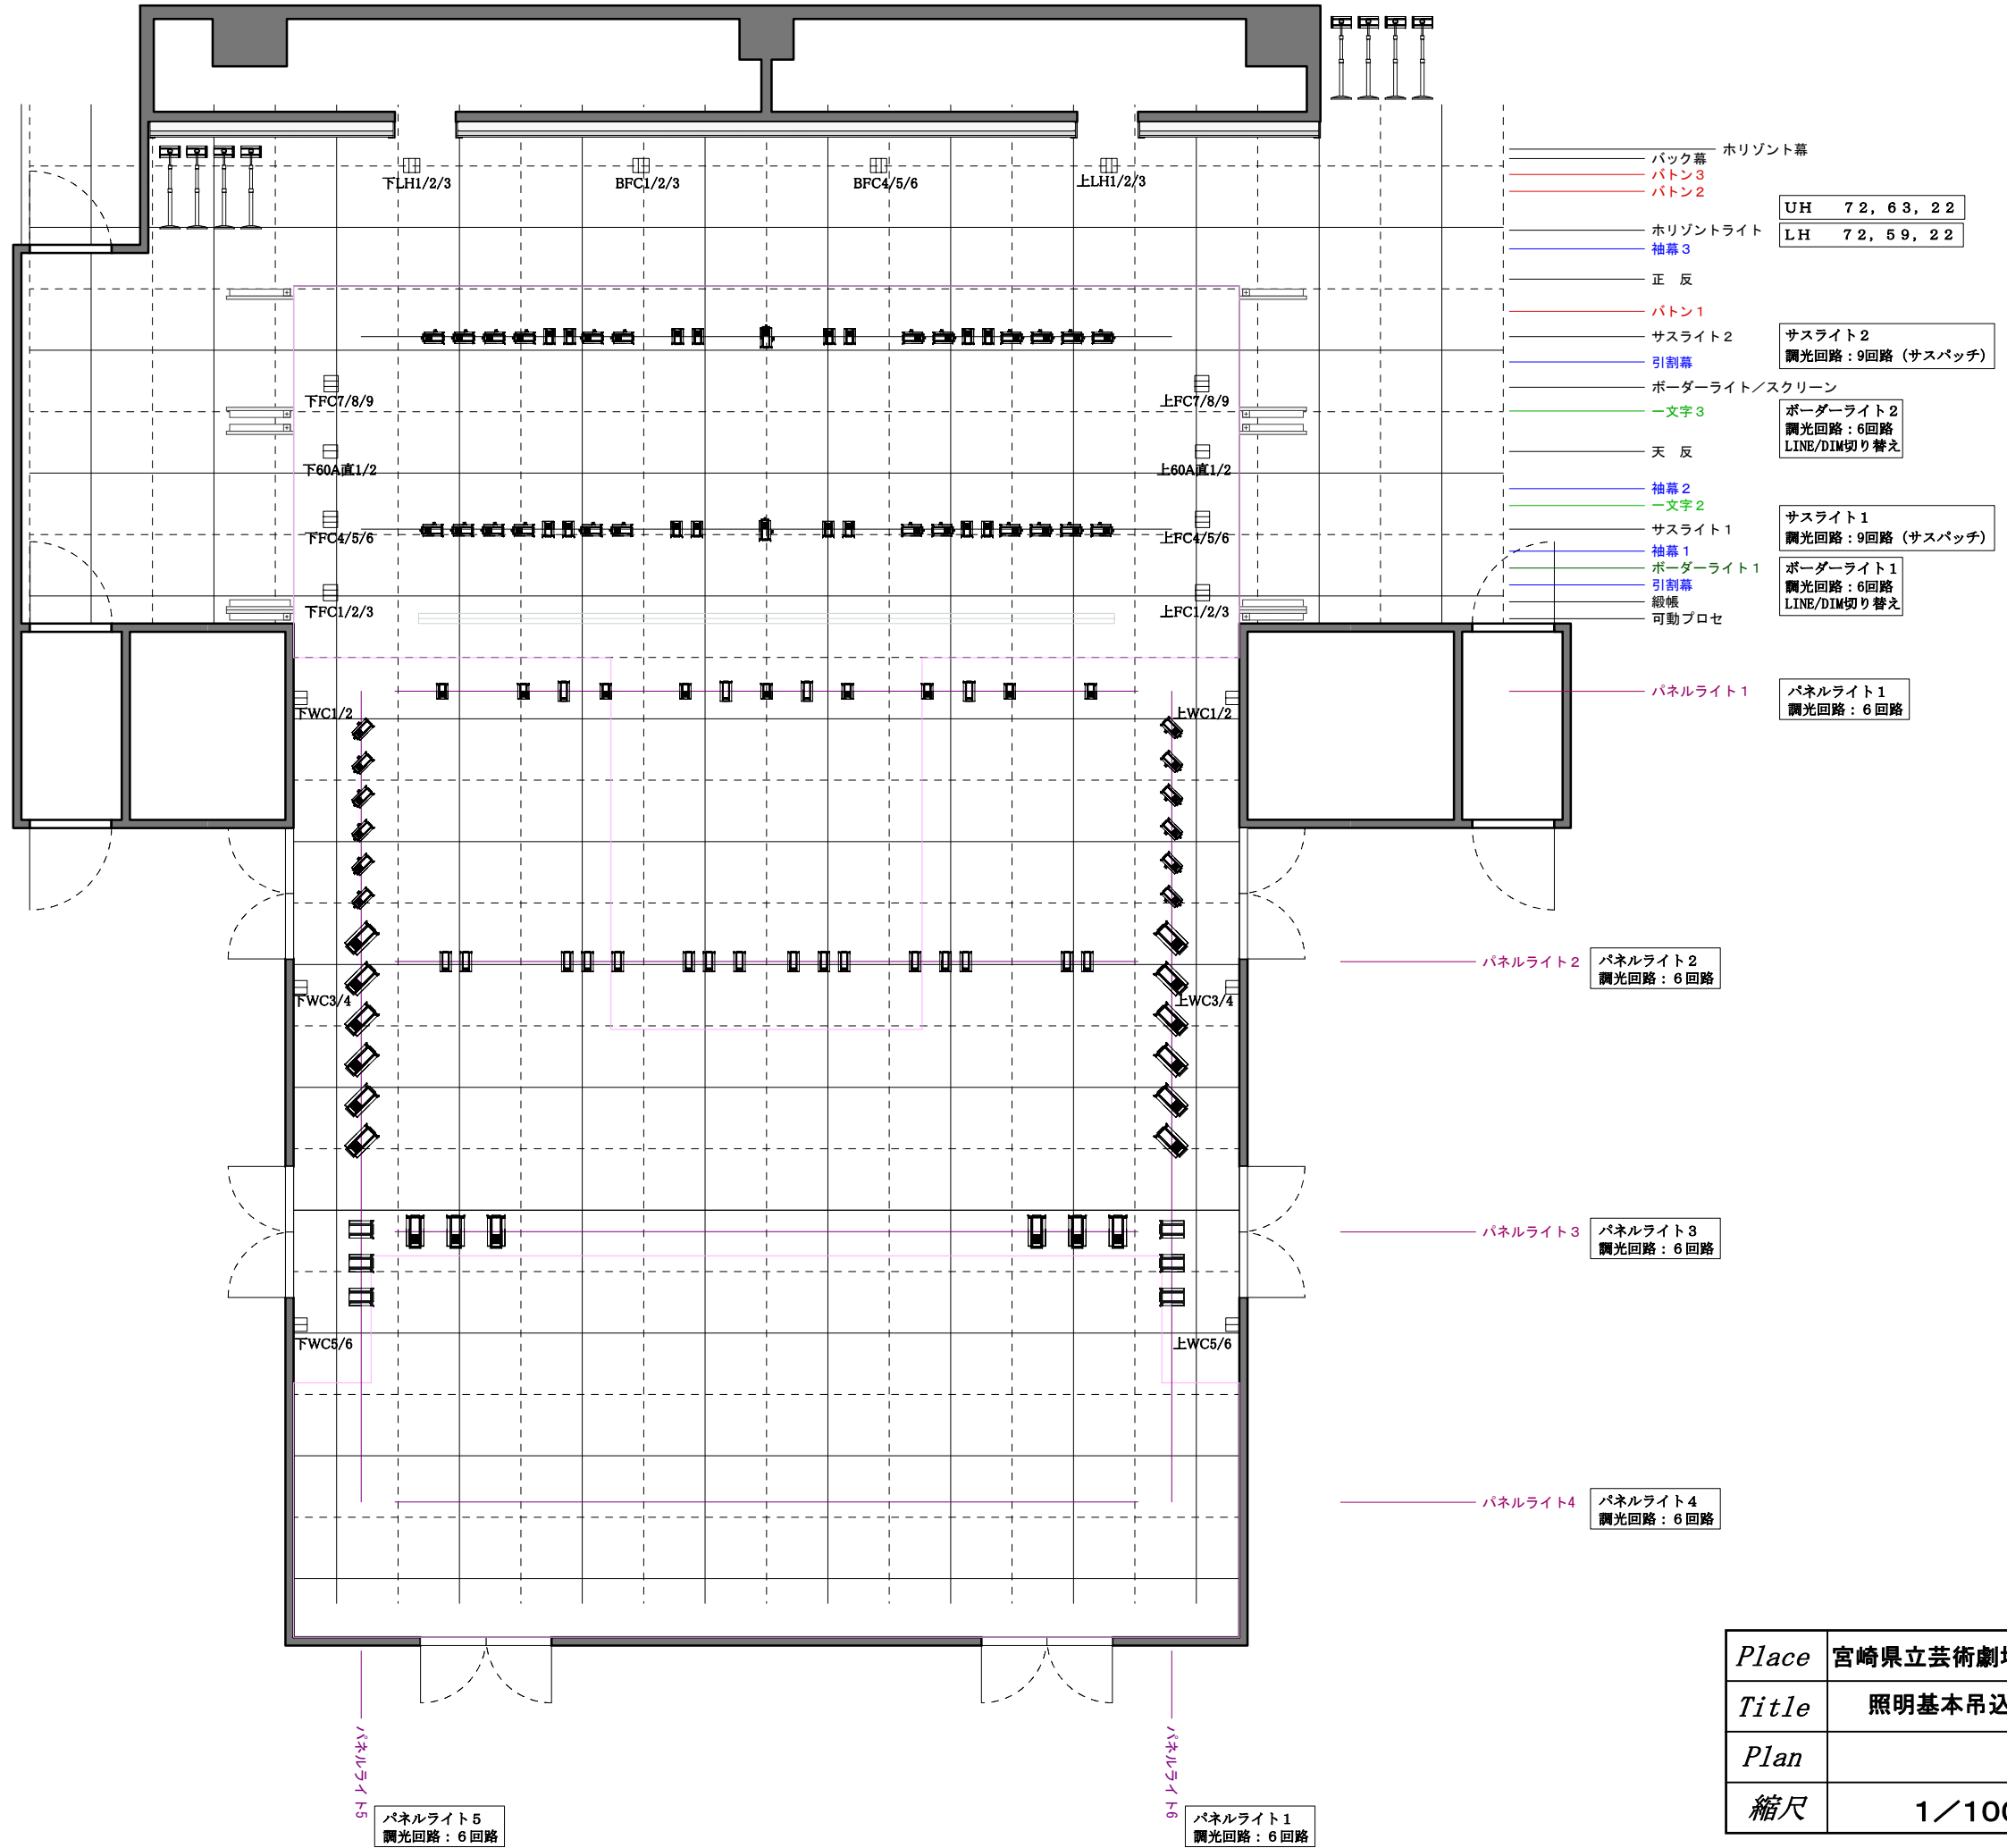 ホリゾント幕
バック幕
バトン３
バトン２
UH 72, 63, 22
ホリゾントライト
LH 72, 59, 22
袖幕３
正 反
バトン１
サスライト２
サスライト２
調光回路：9回路（サスパッチ）
引割幕
ボーダーライト／スクリーン
一文字３
ボーダーライト２
調光回路：6回路
LINE/DIM切り替え
天 反
袖幕２
一文字２
サスライト１
サスライト１
調光回路：9回路（サスパッチ）
袖幕１
ボーダーライト１
ボーダーライト１
調光回路：6回路
LINE/DIM切り替え
引割幕
緞帳
可動プロセ
パネルライト１
パネルライト１
調光回路：６回路
下LH1/2/3
BFC1/2/3
BFC4/5/6
上LH1/2/3
下FC7/8/9
上FC7/8/9
下60A直1/2
上60A直1/2
下FC4/5/6
上FC4/5/6
下FC1/2/3
上FC1/2/3
下WC1/2
上WC1/2
パネルライト２
パネルライト２
調光回路：６回路
下WC3/4
上WC3/4
パネルライト３
パネルライト３
調光回路：６回路
下WC5/6
上WC5/6
パネルライト4
パネルライト４
調光回路：６回路
パネルライト5
パネルライト５
調光回路：６回路
パネルライト6
パネルライト１
調光回路：６回路
Place 宮崎県立芸術劇
Title 照明基本吊込
Plan
縮尺 1／100